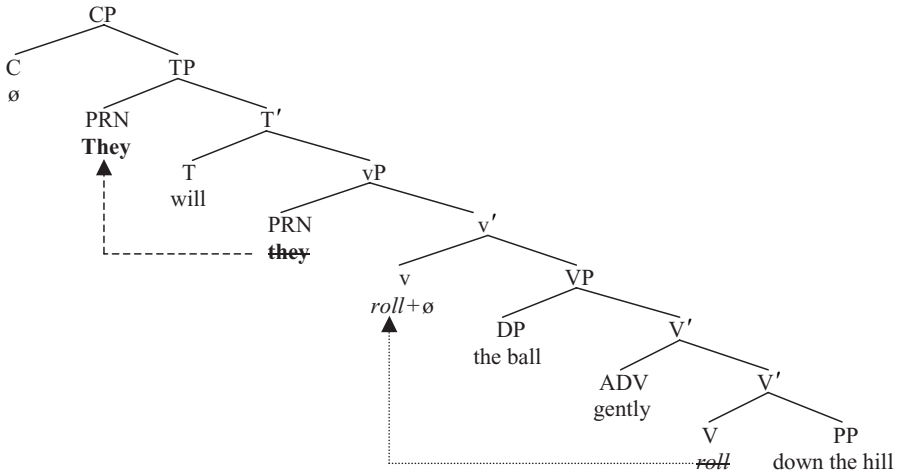 CP
C TP
ø
PRN T′
They
T vP
will
PRN v′
they
v VP
roll+ø
DP V′
the ball
ADV V′
gently
V PP
roll down the hill